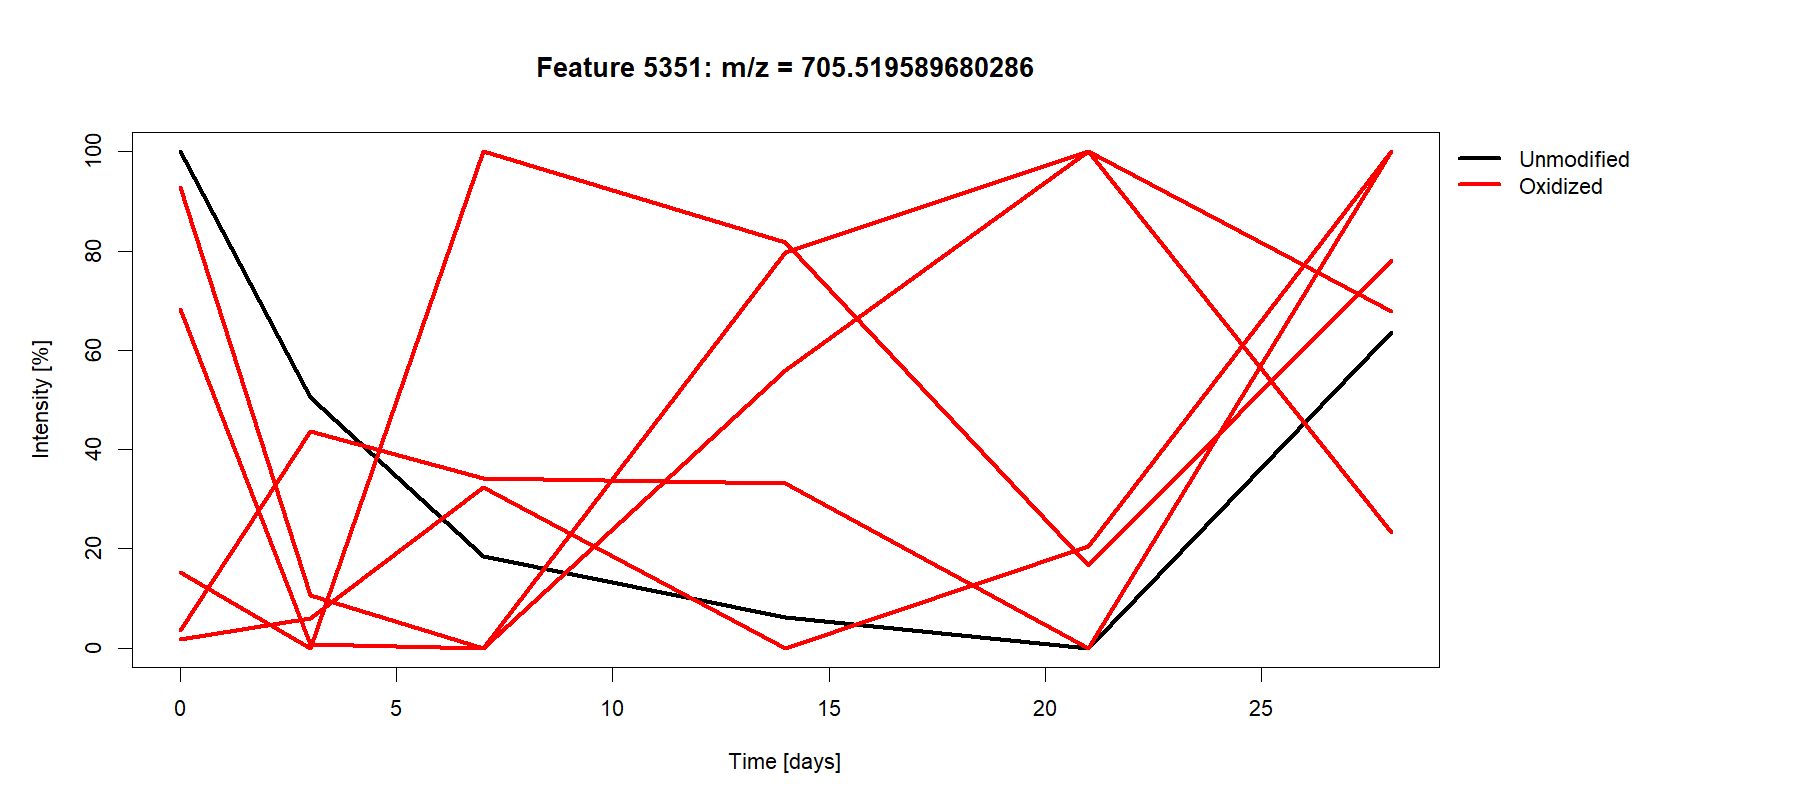 Feature 5351: m/z = 705.519589680286
Unmodified
Oxidized
Intensity [%]
100
80
60
40
20
0
0 5 10 15 20 25
Time [days]